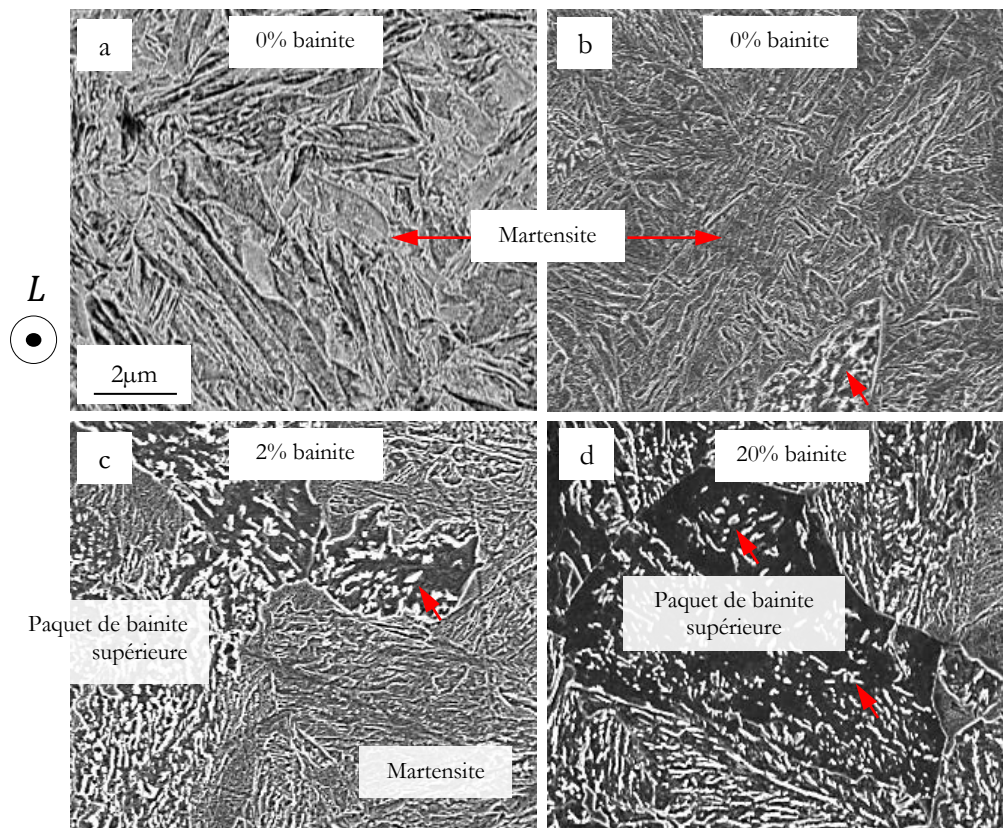 a
0% bainite
b
0% bainite
Martensite
L
2µm
c
2% bainite
d
20% bainite
Paquet de bainite
supérieure
Paquet de bainite
supérieure
Martensite